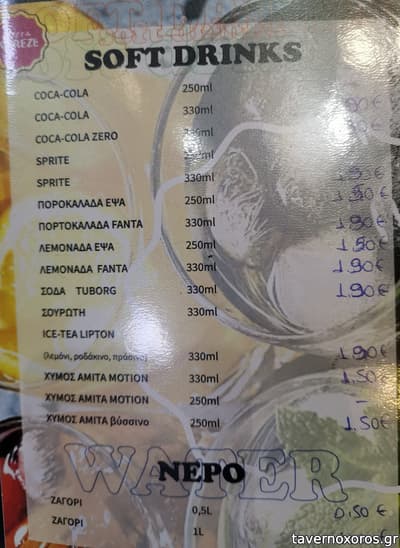 SOFT DRINKS
COCA-COLA 250ml
COCA-COLA 330ml
COCA-COLA ZERO
SPRITE
SPRITE 330ml 1.90€
ΠΟΡΟΚΑΛΑΔΑ ΕΨΑ 250ml
ΠΟΡΤΟΚΑΛΑΔΑ FANTA 330ml 1.90€
ΛΕΜΟΝΑΔΑ ΕΨΑ 250ml
ΛΕΜΟΝΑΔΑ FANTA 330ml 1.90€
ΣΟΔΑ TUBORG 330ml 1.90€
ΣΟΥΡΩΤΗ 330ml
ICE-TEA LIPTON
(λεμόνι, ροδάκινο, πράσινο) 330ml 1.90€
ΧΥΜΟΣ ΑΜΙΤΑ MOTION 330ml 1.50€
ΧΥΜΟΣ ΑΜΙΤΑ MOTION 250ml –
ΧΥΜΟΣ ΑΜΙΤΑ βύσσινο 250ml 1.50€
WATER
ΝΕΡΟ
ΖΑΓΟΡΙ 0,5L 0.50€
ΖΑΓΟΡΙ 1L
tavernoxoros.gr